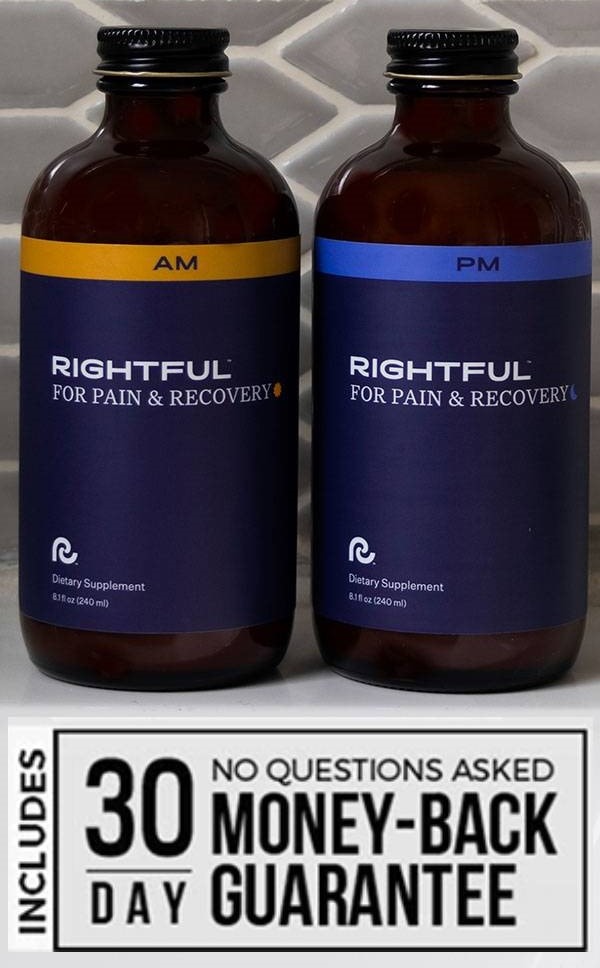 AM
RIGHTFUL™
FOR PAIN & RECOVERY
Dietary Supplement
8.1 fl oz (240 ml)
PM
RIGHTFUL™
FOR PAIN & RECOVERY
Dietary Supplement
8.1 fl oz (240 ml)
INCLUDES
30
DAY
NO QUESTIONS ASKED
MONEY-BACK
GUARANTEE